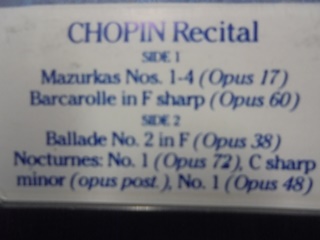 CHOPIN Recital
SIDE 1
Mazurkas Nos. 1-4 (Opus 17)
Barcarolle in F sharp (Opus 60)
SIDE 2
Ballade No. 2 in F (Opus 38)
Nocturnes: No. 1 (Opus 72), C sharp
minor (opus post.), No. 1 (Opus 48)